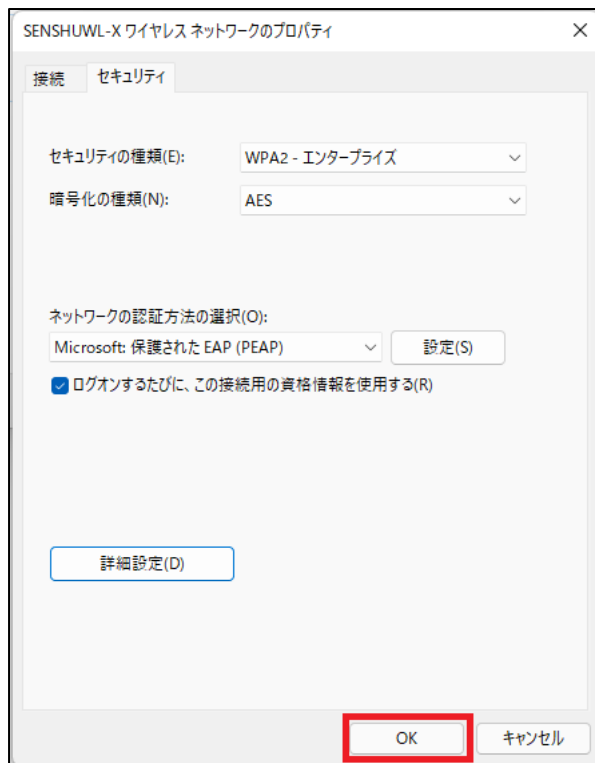 SENSHUWL-X ワイヤレス ネットワークのプロパティ
接続 セキュリティ
セキュリティの種類(E): WPA2 - エンタープライズ
暗号化の種類(N): AES
ネットワークの認証方法の選択(O):
Microsoft: 保護された EAP (PEAP) 設定(S)
ログオンするたびに、この接続用の資格情報を使用する(R)
詳細設定(D)
OK キャンセル